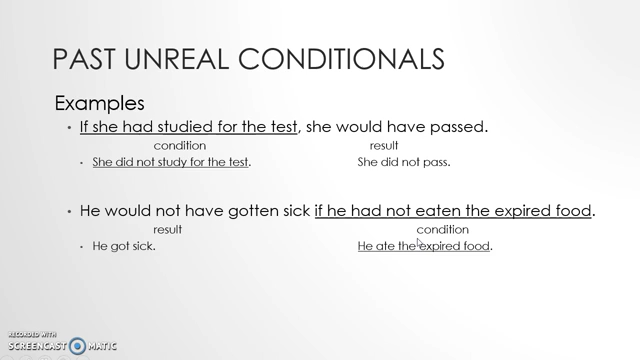 PAST UNREAL CONDITIONALS
Examples
• If she had studied for the test, she would have passed.
condition result
• She did not study for the test. She did not pass.
• He would not have gotten sick if he had not eaten the expired food.
result condition
• He got sick. He ate the expired food.
RECORDED WITH
SCREENCAST MATIC